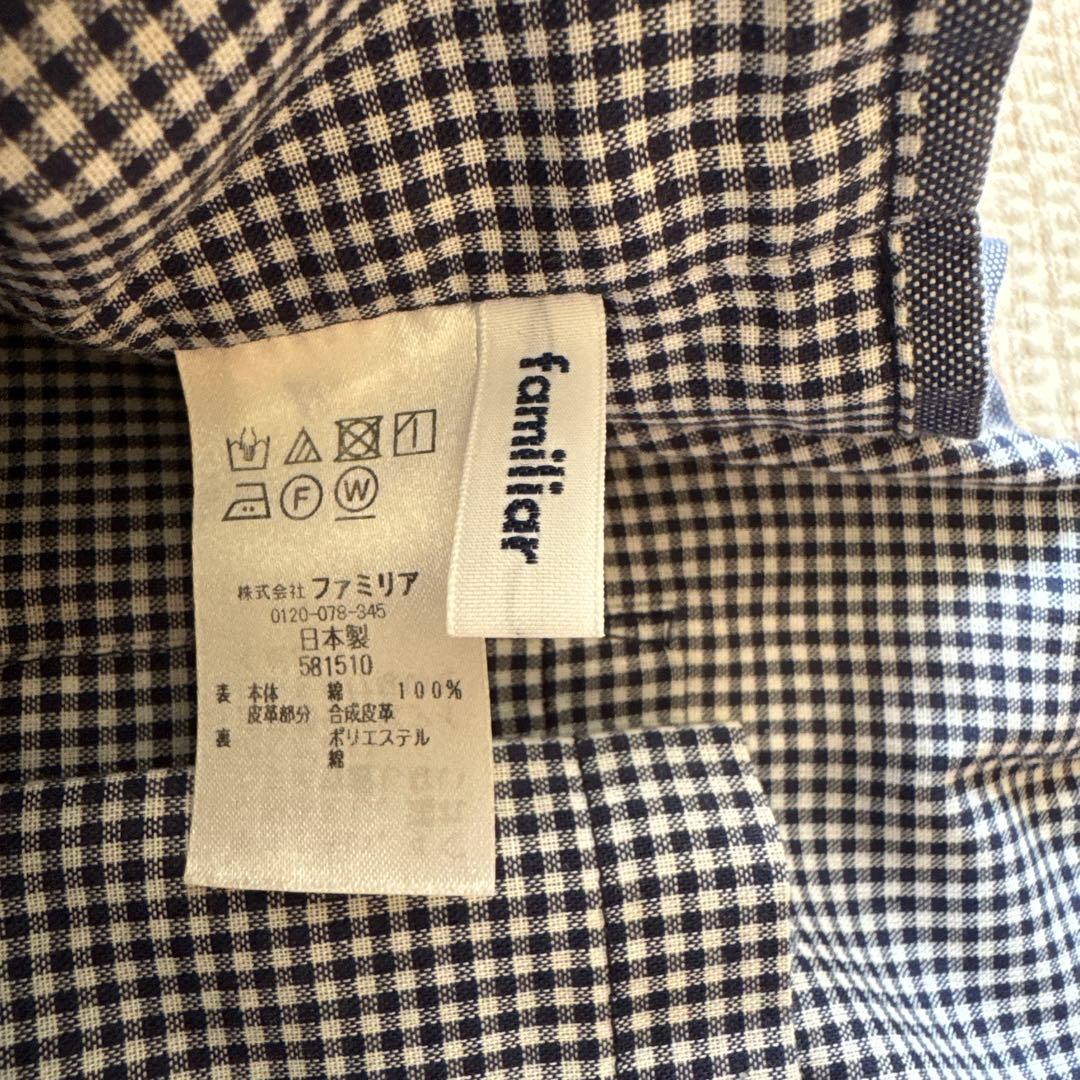 familiar
F W
株式会社 ファミリア
0120-078-345
日本製
581510
表 本体 綿 100%
皮革部分 合成皮革
裏 ポリエステル
綿